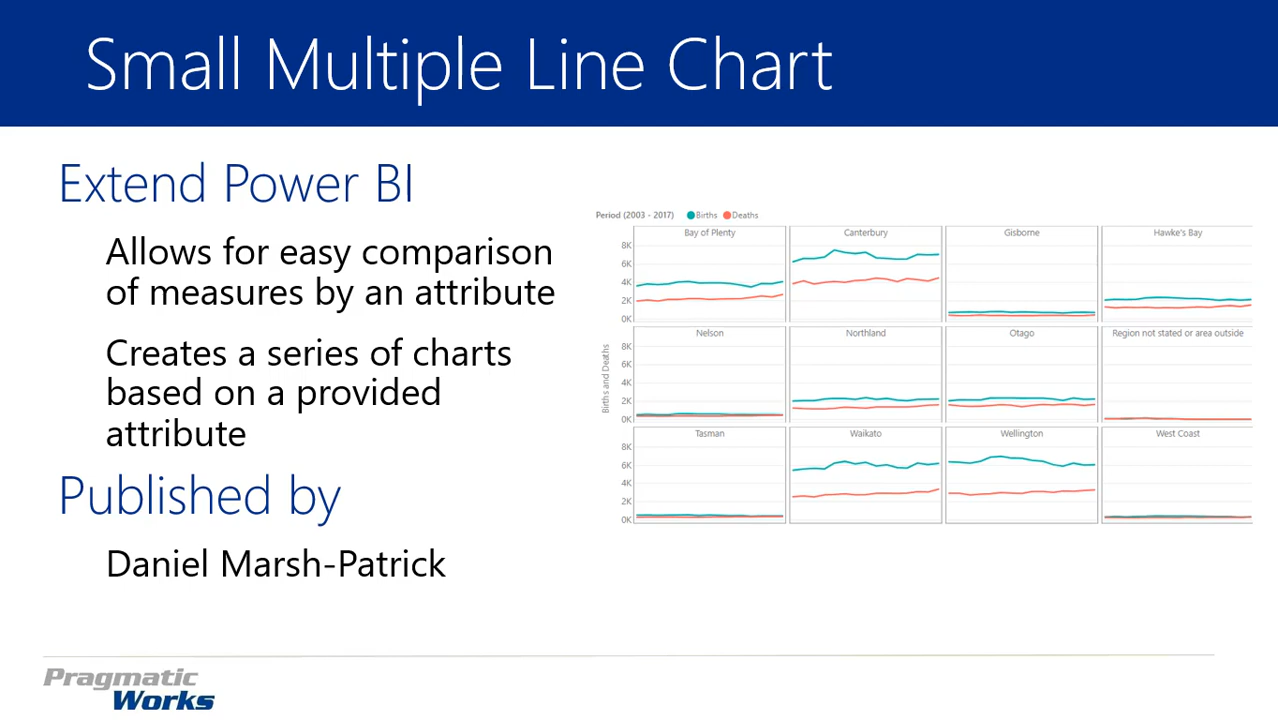 Small Multiple Line Chart
Extend Power BI
Allows for easy comparison
of measures by an attribute
Creates a series of charts
based on a provided
attribute
Published by
Daniel Marsh-Patrick
Period (2003 - 2017) Births Deaths
Births and Deaths
Bay of Plenty Canterbury Gisborne Hawke's Bay
8K
6K
4K
2K
0K
Nelson Northland Otago Region not stated or area outside
8K
6K
4K
2K
0K
Tasman Waikato Wellington West Coast
8K
6K
4K
2K
0K
Pragmatic
Works